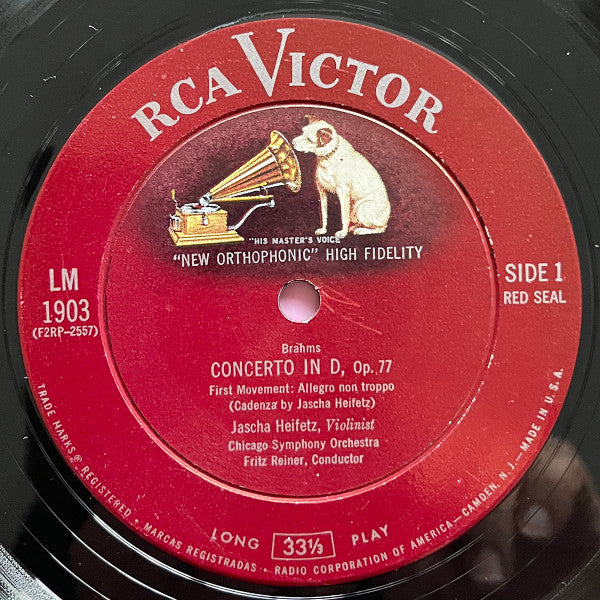 RCA VICTOR
"HIS MASTER'S VOICE"
"NEW ORTHOPHONIC" HIGH FIDELITY
LM
1903
(F2RP-2557)
SIDE 1
RED SEAL
Brahms
CONCERTO IN D, Op. 77
First Movement: Allegro non troppo
(Cadenza by Jascha Heifetz)
Jascha Heifetz, Violinist
Chicago Symphony Orchestra
Fritz Reiner, Conductor
LONG 33⅓ PLAY
TRADE MARKS® REGISTERED • MARCAS REGISTRADAS • RADIO CORPORATION OF AMERICA—CAMDEN, N.J.—MADE IN U.S.A.